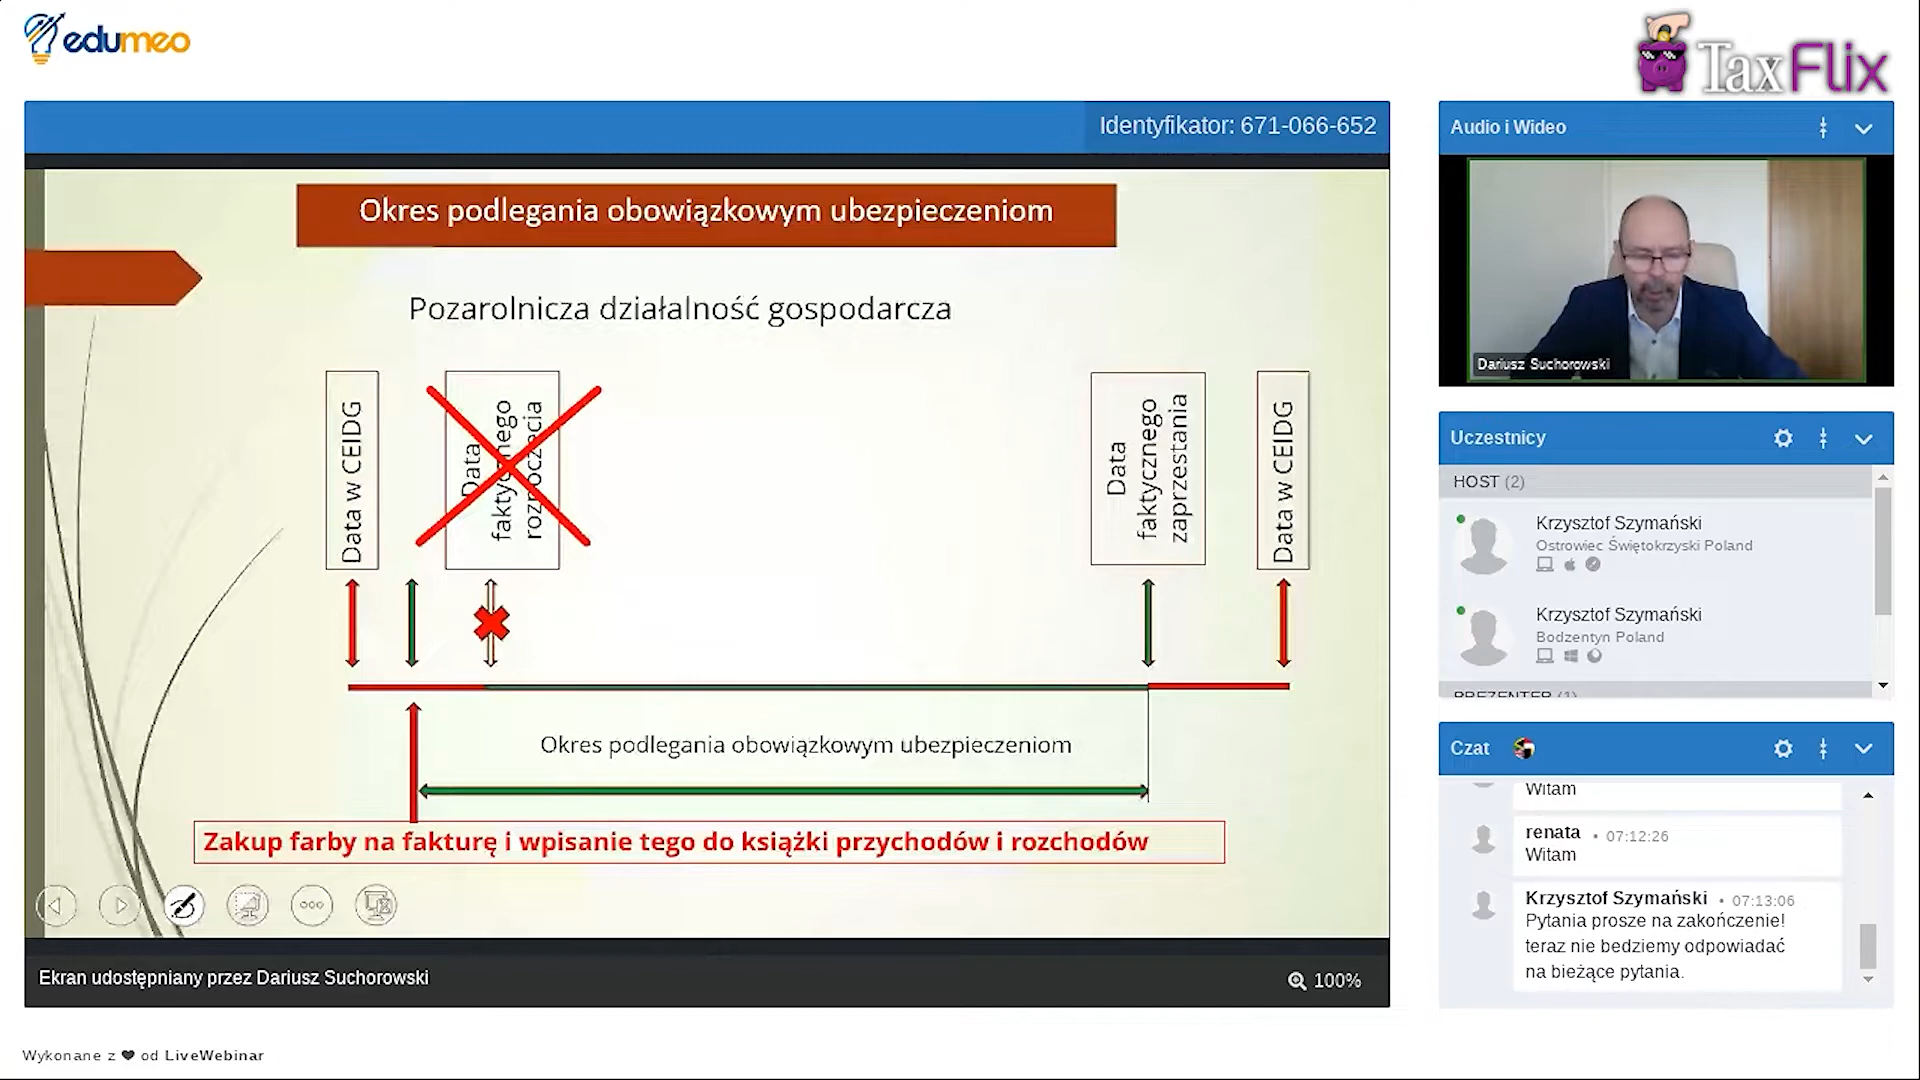 edumeo
TaxFlix
Identyfikator: 671-066-652
Okres podlegania obowiązkowym ubezpieczeniom
Pozarolnicza działalność gospodarcza
Data w CEIDG
Data
faktycznego
rozpoczęcia
Data
faktycznego
zaprzestania
Data w CEIDG
Okres podlegania obowiązkowym ubezpieczeniom
Zakup farby na fakturę i wpisanie tego do książki przychodów i rozchodów
Ekran udostępniany przez Dariusz Suchorowski
100%
Audio i Wideo
Dariusz Suchorowski
Uczestnicy
HOST (2)
Krzysztof Szymański
Ostrowiec Świętokrzyski Poland
Krzysztof Szymański
Bodzentyn Poland
PREZENTER (1)
Czat
Witam
renata • 07:12:26
Witam
Krzysztof Szymański • 07:13:06
Pytania prosze na zakończenie!
teraz nie bedziemy odpowiadać
na bieżące pytania.
Wykonane z ❤ od LiveWebinar